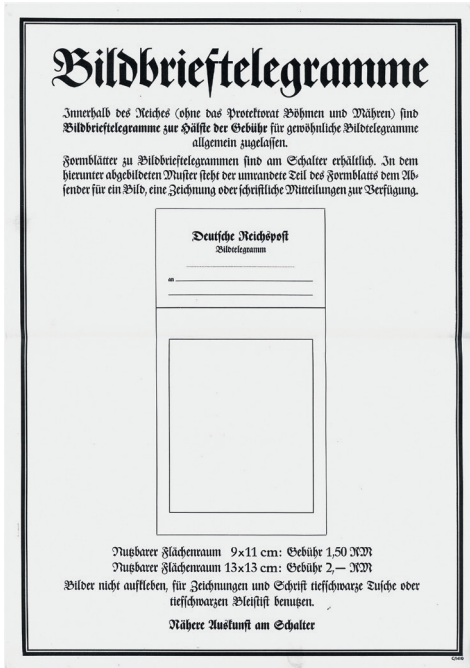 Bildbrieftelegramme
Innerhalb des Reiches (ohne das Protektorat Böhmen und Mähren) sind
Bildbrieftelegramme zur Hälfte der Gebühr für gewöhnliche Bildtelegramme
allgemein zugelassen.
Formblätter zu Bildbrieftelegrammen sind am Schalter erhältlich. In dem
hierunter abgebildeten Muster steht der umrandete Teil des Formblatts dem Ab-
sender für ein Bild, eine Zeichnung oder schriftliche Mitteilungen zur Verfügung.
Deutsche Reichspost
Bildtelegramm
an
Nutzbarer Flächenraum 9x11 cm: Gebühr 1,50 RM
Nutzbarer Flächenraum 13x13 cm: Gebühr 2,— RM
Bilder nicht aufkleben, für Zeichnungen und Schrift tiefschwarze Tusche oder
tiefschwarzen Bleistift benutzen.
Nähere Auskunft am Schalter